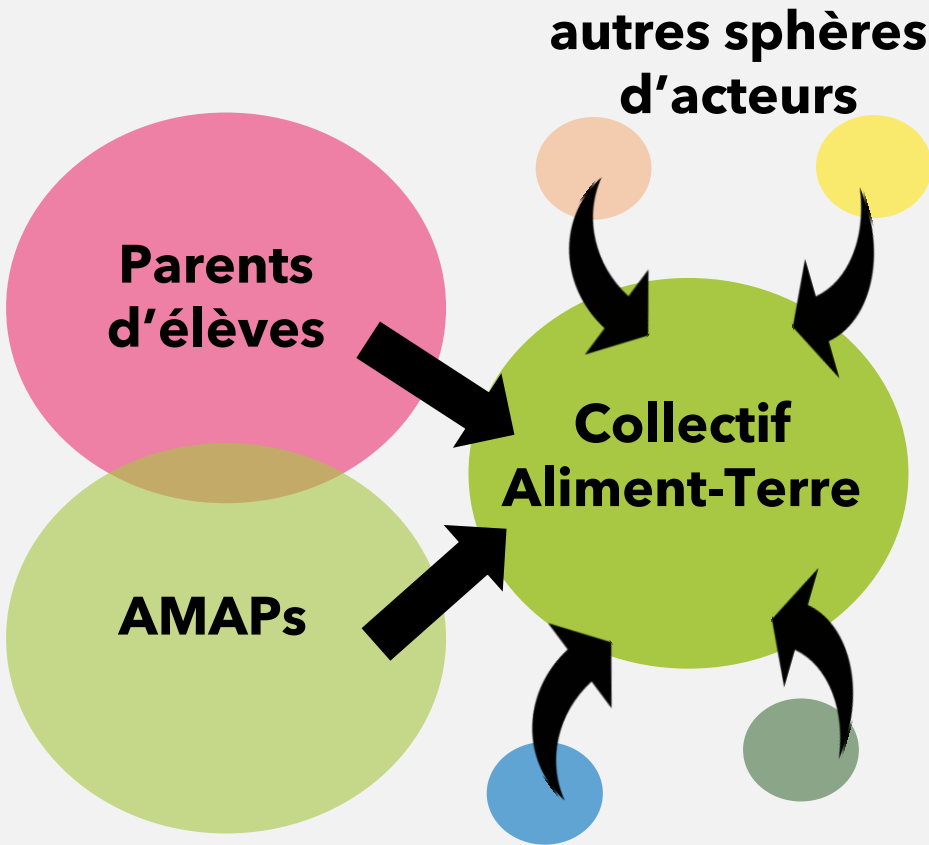 autres sphères
d’acteurs
Parents
d’élèves
Collectif
Aliment-Terre
AMAPs